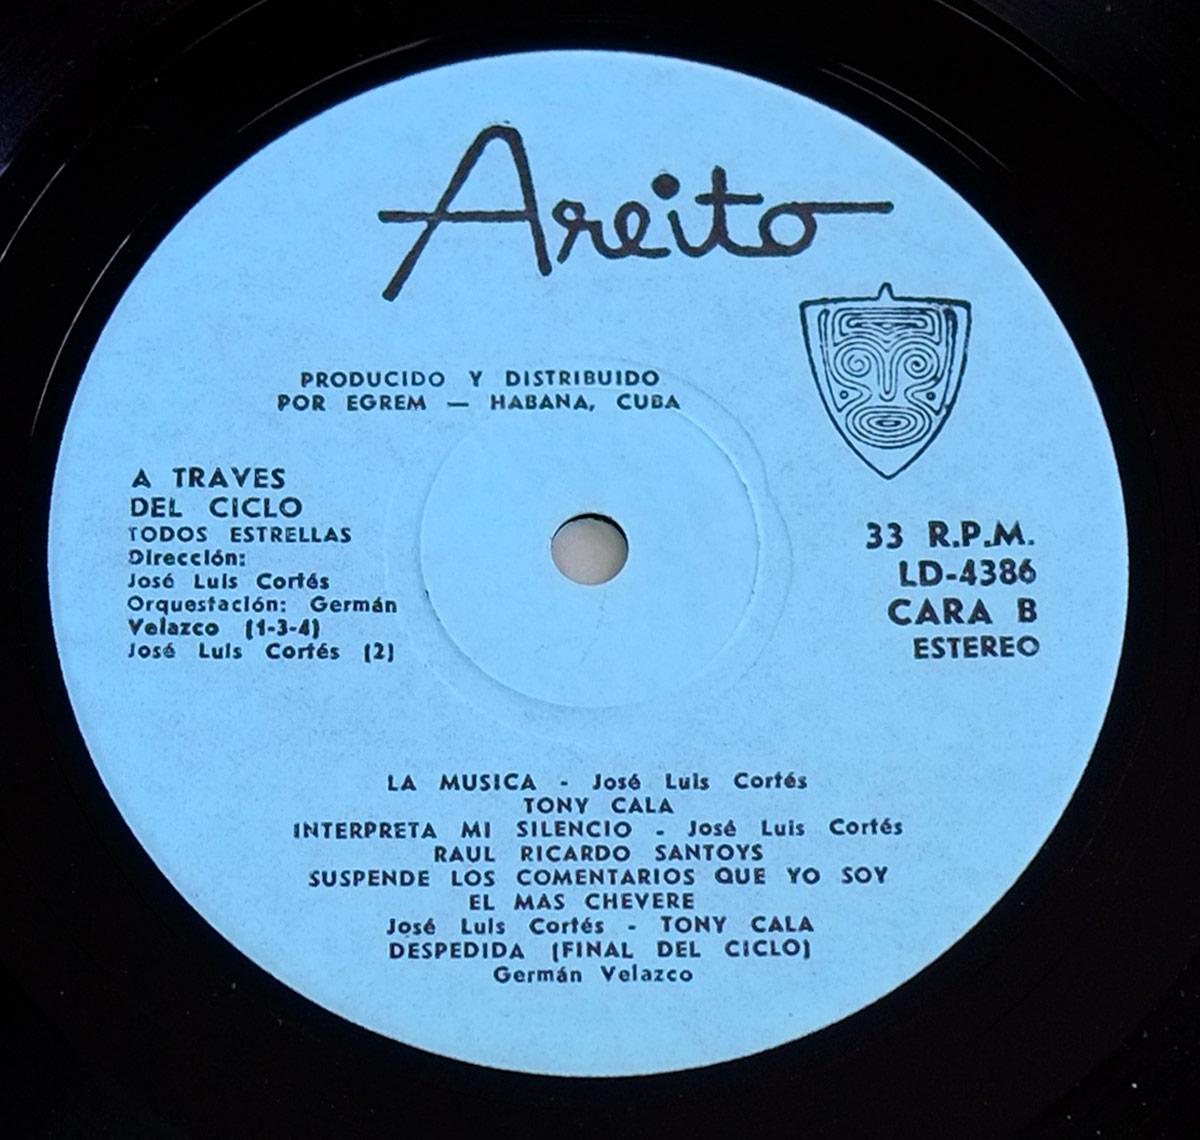 Areito
PRODUCIDO Y DISTRIBUIDO
POR EGREM — HABANA, CUBA
A TRAVES
DEL CICLO
TODOS ESTRELLAS
Dirección:
José Luis Cortés
Orquestación: Germán
Velazco (1-3-4)
José Luis Cortés (2)
33 R.P.M.
LD-4386
CARA B
ESTEREO
LA MUSICA - José Luis Cortés
TONY CALA
INTERPRETA MI SILENCIO - José Luis Cortés
RAUL RICARDO SANTOYS
SUSPENDE LOS COMENTARIOS QUE YO SOY
EL MAS CHEVERE
José Luis Cortés - TONY CALA
DESPEDIDA (FINAL DEL CICLO)
Germán Velazco